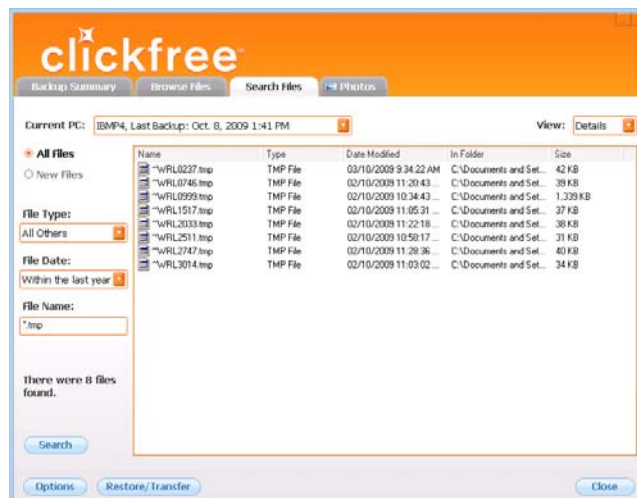 clickfree™
Backup Summary Browse Files Search Files Photos
Current PC: IBMP4, Last Backup: Oct. 8, 2009 1:41 PM View: Details
All Files
New Files
File Type:
All Others
File Date:
Within the last year
File Name:
*.tmp
There were 8 files
found.
Search
Name Type Date Modified In Folder Size
~WRL0237.tmp TMP File 03/10/2009 9:34:22 AM C:\Documents and Set... 42 KB
~WRL0746.tmp TMP File 02/10/2009 11:20:43 ... C:\Documents and Set... 39 KB
~WRL0999.tmp TMP File 02/10/2009 10:34:43 ... C:\Documents and Set... 1,339 KB
~WRL1517.tmp TMP File 02/10/2009 11:05:31 ... C:\Documents and Set... 37 KB
~WRL2033.tmp TMP File 02/10/2009 11:22:18 ... C:\Documents and Set... 38 KB
~WRL2511.tmp TMP File 02/10/2009 10:58:17 ... C:\Documents and Set... 31 KB
~WRL2747.tmp TMP File 02/10/2009 11:28:36 ... C:\Documents and Set... 40 KB
~WRL3014.tmp TMP File 02/10/2009 11:03:02 ... C:\Documents and Set... 34 KB
Options Restore/Transfer Close